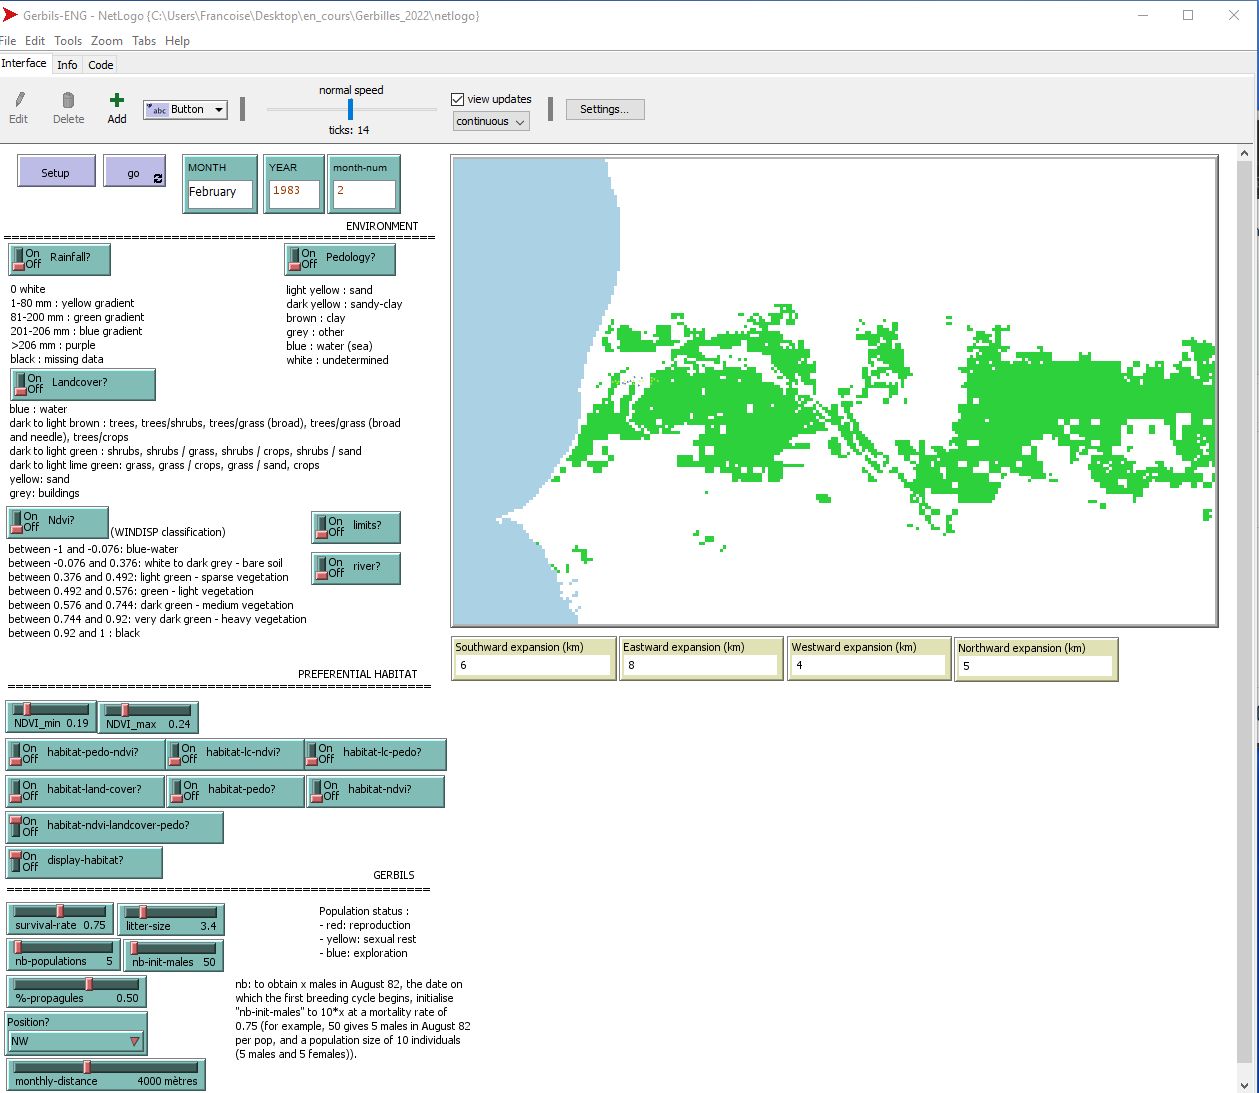 Gerbils-ENG - NetLogo {C:\Users\Francoise\Desktop\en_cours\Gerbilles_2022\netlogo}
File Edit Tools Zoom Tabs Help
Interface Info Code
Edit Delete Add abc Button normal speed ticks: 14 view updates continuous Settings...
Setup go MONTH February YEAR 1983 month-num 2
ENVIRONMENT
==================================================
On Off Rainfall? On Off Pedology?
0 white
1-80 mm : yellow gradient
81-200 mm : green gradient
201-206 mm : blue gradient
>206 mm : purple
black : missing data
light yellow : sand
dark yellow : sandy-clay
brown : clay
grey : other
blue : water (sea)
white : undetermined
On Off Landcover?
blue : water
dark to light brown : trees, trees/shrubs, trees/grass (broad), trees/grass (broad
and needle), trees/crops
dark to light green : shrubs, shrubs / grass, shrubs / crops, shrubs / sand
dark to light lime green: grass, grass / crops, grass / sand, crops
yellow: sand
grey: buildings
On Off Ndvi? (WINDISP classification)
On Off limits?
On Off river?
between -1 and -0.076: blue-water
between -0.076 and 0.376: white to dark grey - bare soil
between 0.376 and 0.492: light green - sparse vegetation
between 0.492 and 0.576: green - light vegetation
between 0.576 and 0.744: dark green - medium vegetation
between 0.744 and 0.92: very dark green - heavy vegetation
between 0.92 and 1 : black
Southward expansion (km) Eastward expansion (km) Westward expansion (km) Northward expansion (km)
6 8 4 5
PREFERENTIAL HABITAT
==================================================
NDVI_min 0.19 NDVI_max 0.24
On Off habitat-pedo-ndvi? On Off habitat-lc-ndvi? On Off habitat-lc-pedo?
On Off habitat-land-cover? On Off habitat-pedo? On Off habitat-ndvi?
On Off habitat-ndvi-landcover-pedo?
On Off display-habitat?
GERBILS
==================================================
survival-rate 0.75 litter-size 3.4
nb-populations 5 nb-init-males 50
%-propagules 0.50
Position?
NW
monthly-distance 4000 mètres
Population status :
- red: reproduction
- yellow: sexual rest
- blue: exploration
nb: to obtain x males in August 82, the date on
which the first breeding cycle begins, initialise
"nb-init-males" to 10*x at a mortality rate of
0.75 (for example, 50 gives 5 males in August 82
per pop, and a population size of 10 individuals
(5 males and 5 females)).